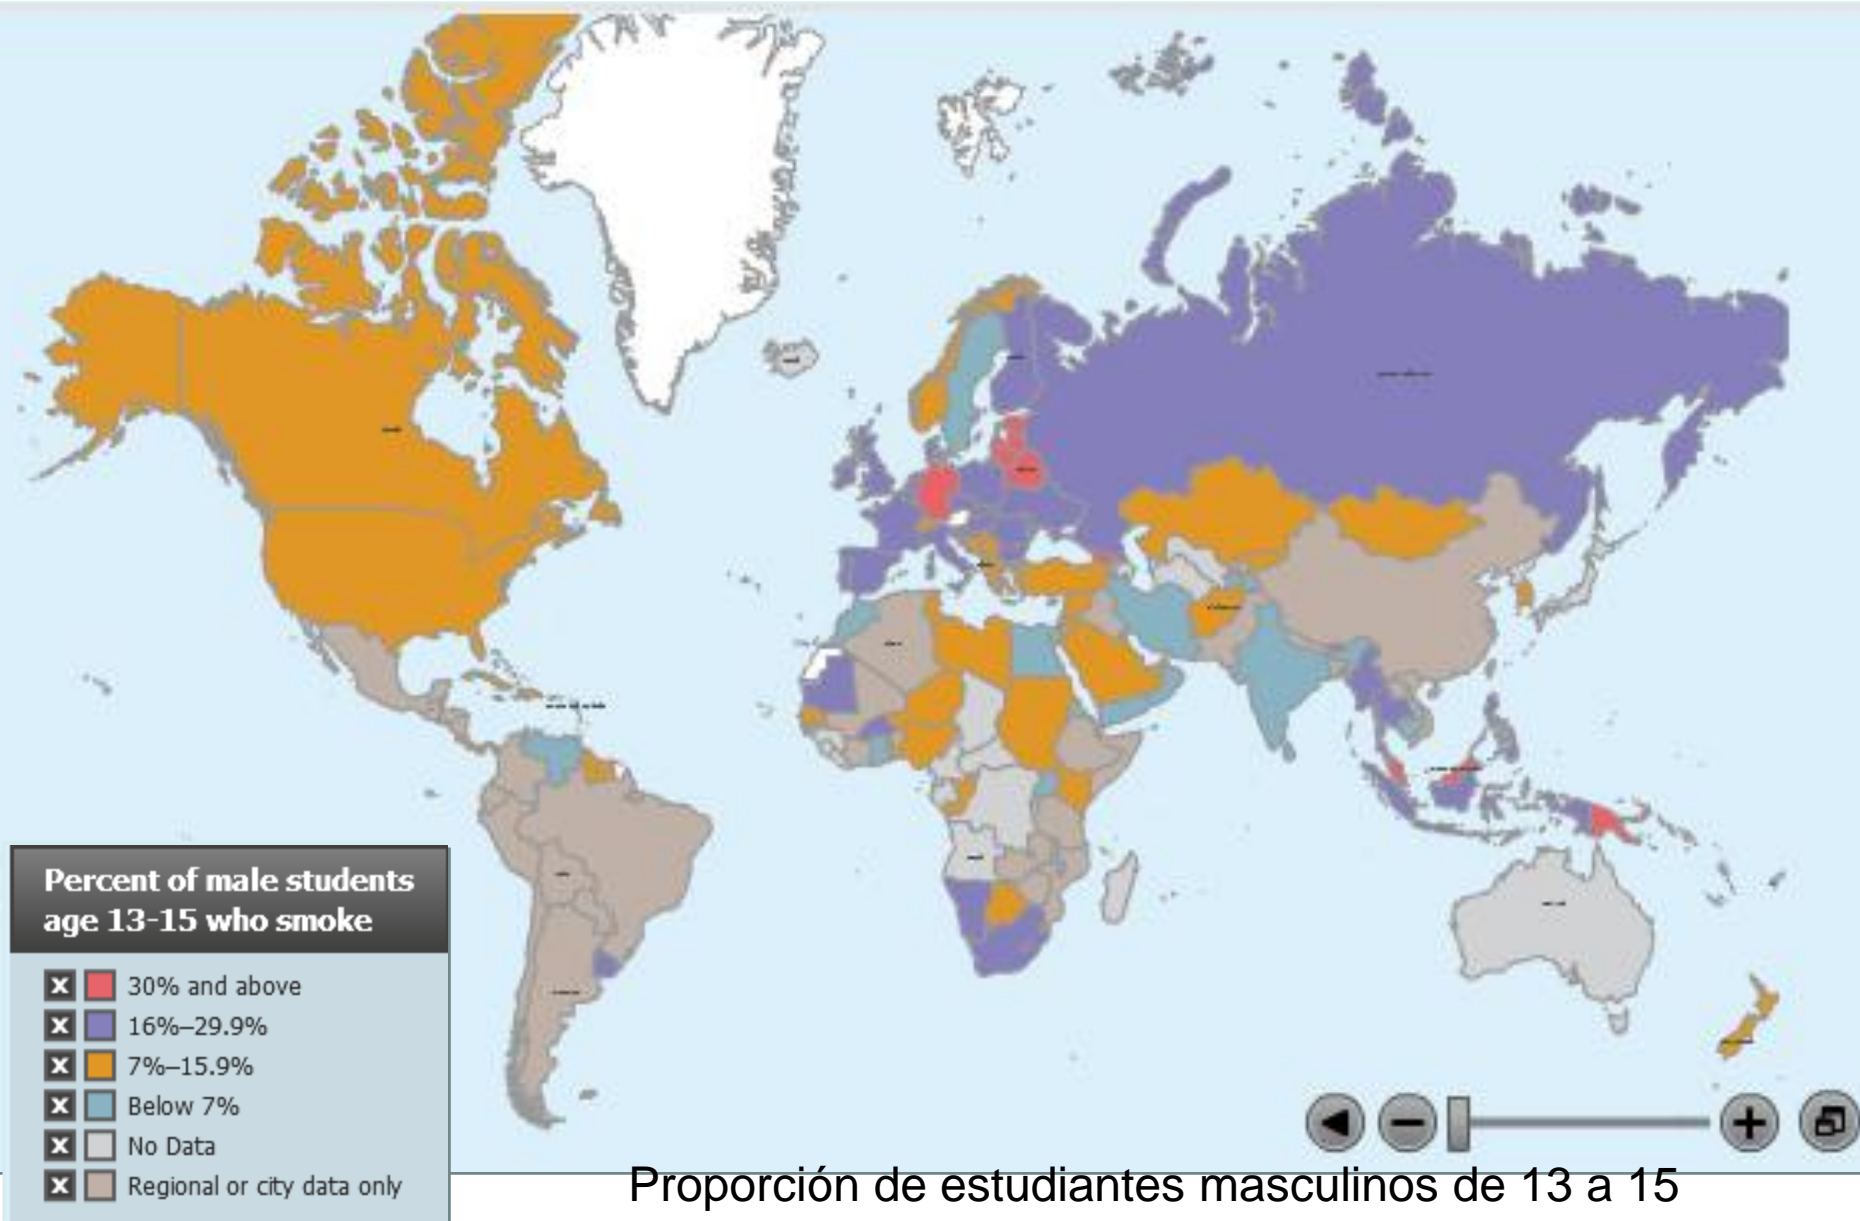 Percent of male students
age 13-15 who smoke
30% and above
16%–29.9%
7%–15.9%
Below 7%
No Data
Regional or city data only
Proporción de estudiantes masculinos de 13 a 15